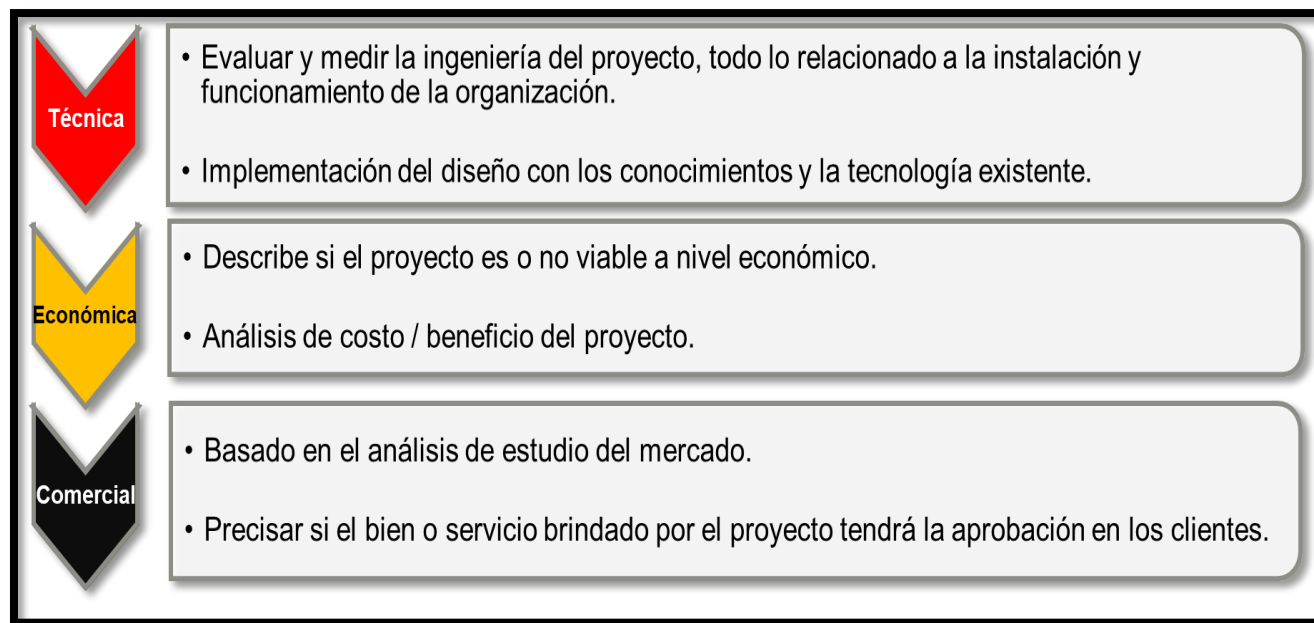 Técnica
• Evaluar y medir la ingeniería del proyecto, todo lo relacionado a la instalación y
funcionamiento de la organización.
• Implementación del diseño con los conocimientos y la tecnología existente.
Económica
• Describe si el proyecto es o no viable a nivel económico.
• Análisis de costo / beneficio del proyecto.
Comercial
• Basado en el análisis de estudio del mercado.
• Precisar si el bien o servicio brindado por el proyecto tendrá la aprobación en los clientes.